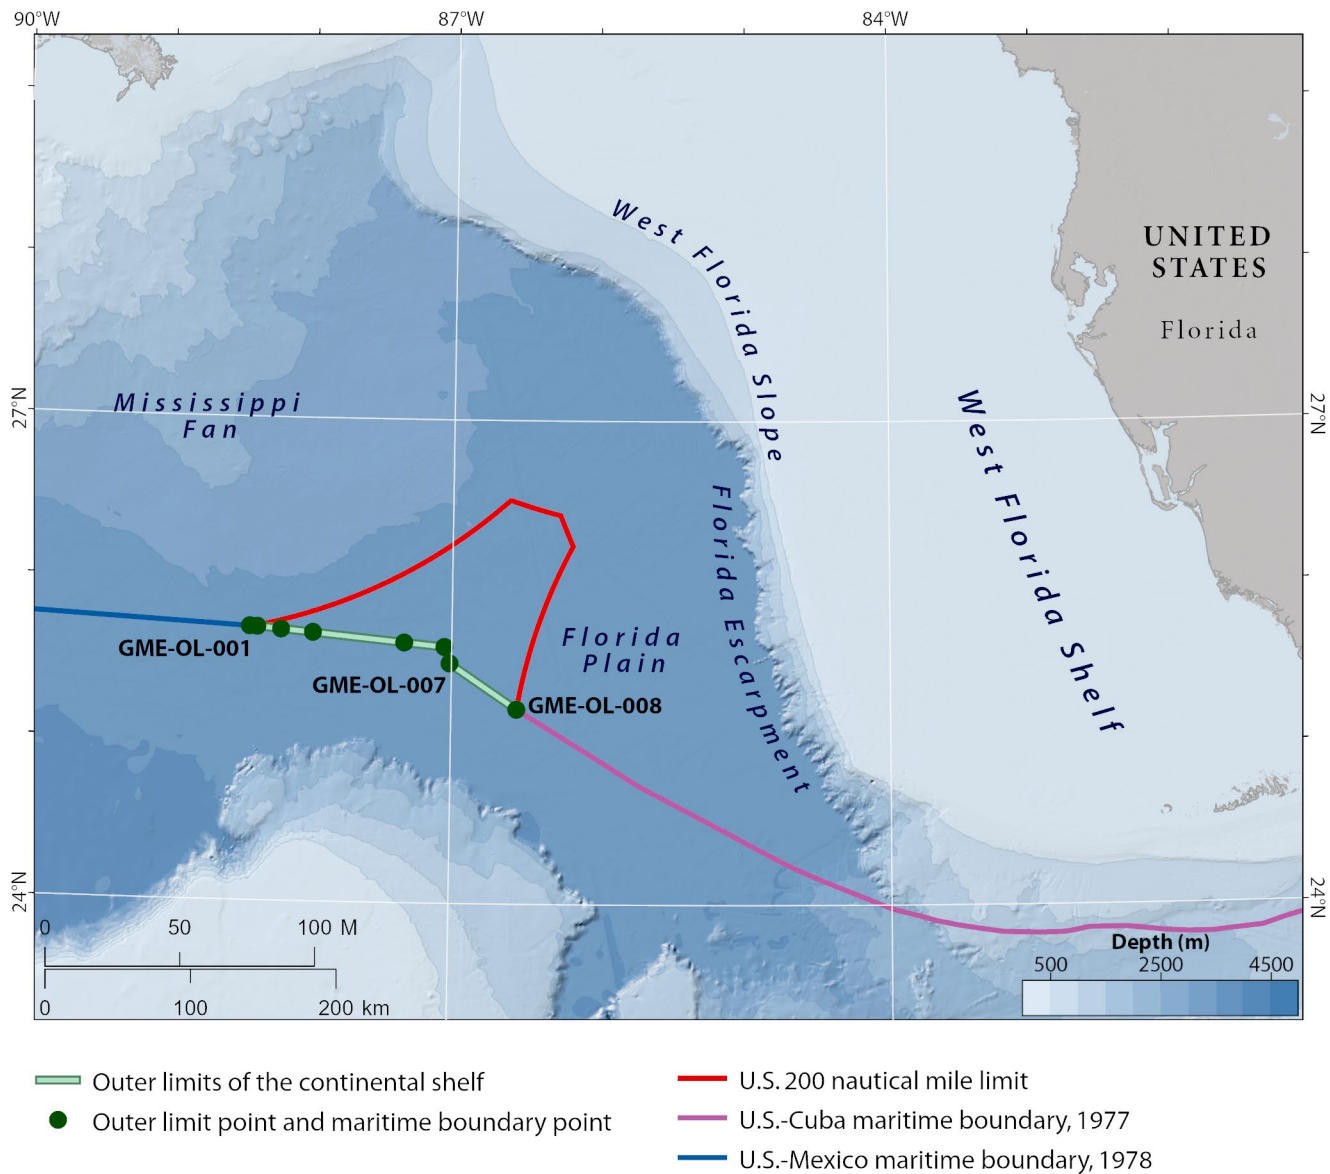 90°W
87°W
84°W
West Florida Slope
UNITED
STATES
Florida
27°N
27°N
Mississippi
Fan
West Florida Shelf
Florida Escarpment
GME-OL-001
Florida
Plain
GME-OL-007
GME-OL-008
24°N
24°N
0 50 100 M
0 100 200 km
Depth (m)
500 2500 4500
Outer limits of the continental shelf
Outer limit point and maritime boundary point
U.S. 200 nautical mile limit
U.S.-Cuba maritime boundary, 1977
U.S.-Mexico maritime boundary, 1978